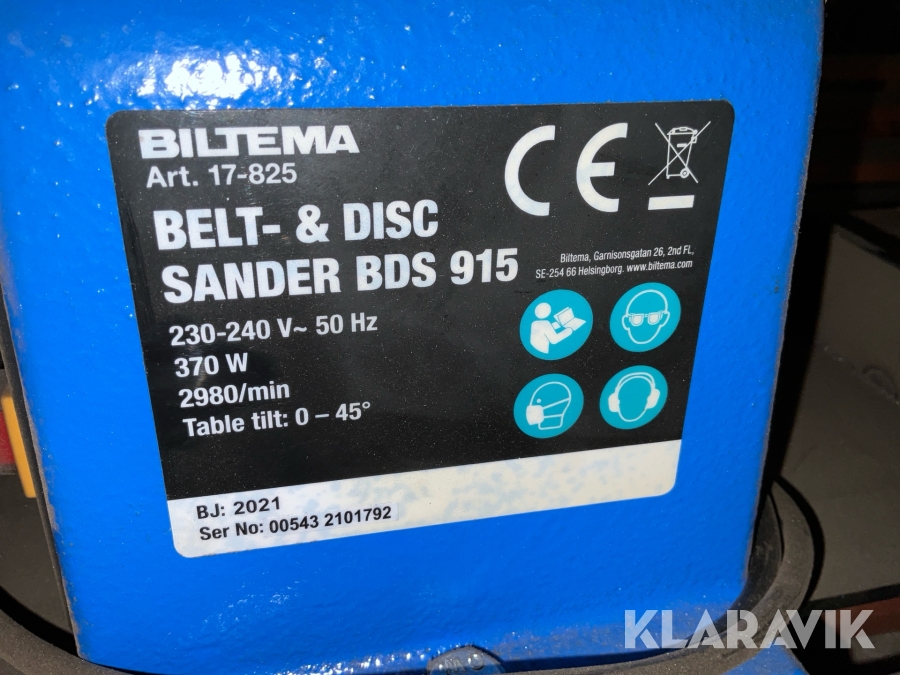 BILTEMA
Art. 17-825
BELT- & DISC
SANDER BDS 915
230-240 V~ 50 Hz
370 W
2980/min
Table tilt: 0 – 45°
CE
Biltema, Garnisonsgatan 26, 2nd FL,
SE-254 66 Helsingborg. www.biltema.com
BJ: 2021
Ser No: 00543 2101792
KLARAVIK